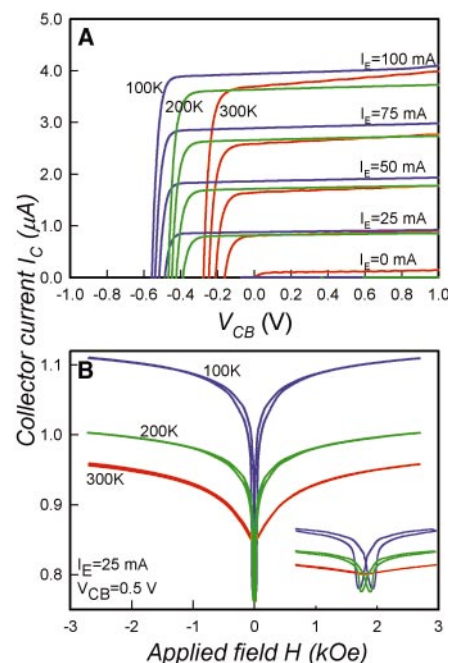 A
I_E=100 mA
100K
200K
300K
I_E=75 mA
I_E=50 mA
I_E=25 mA
I_E=0 mA
4.0
3.0
2.0
1.0
0.0
-1.0 -0.8 -0.6 -0.4 -0.2 0.0 0.2 0.4 0.6 0.8 1.0
V_CB (V)
Collector current I_C (μA)
B
100K
200K
300K
1.1
1.0
0.9
0.8
I_E=25 mA
V_CB=0.5 V
-3 -2 -1 0 1 2 3
Applied field H (kOe)